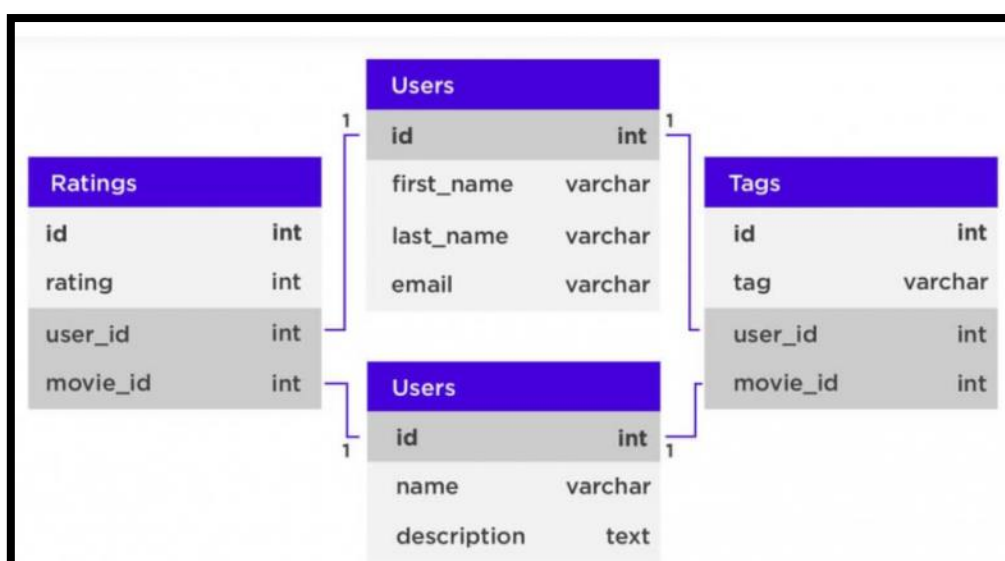 Users
1
id int
1
first_name varchar
last_name varchar
email varchar
Ratings
id int
rating int
user_id int
movie_id int
Tags
id int
tag varchar
user_id int
movie_id int
Users
1
id int
1
name varchar
description text